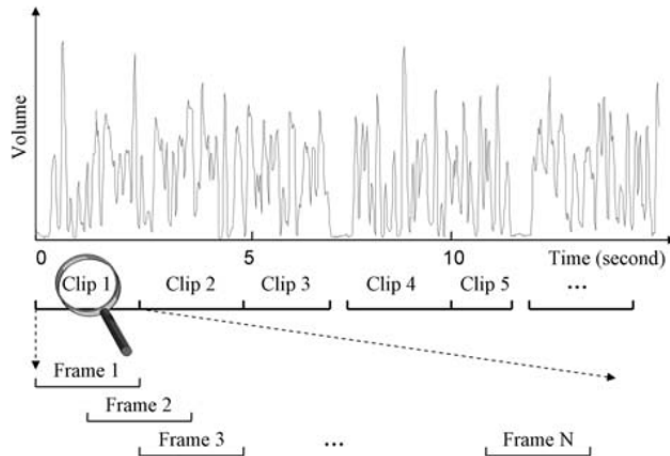 Volume
0 5 10 Time (second)
Clip 1 Clip 2 Clip 3 Clip 4 Clip 5 ...
Frame 1
Frame 2
Frame 3 ... Frame N